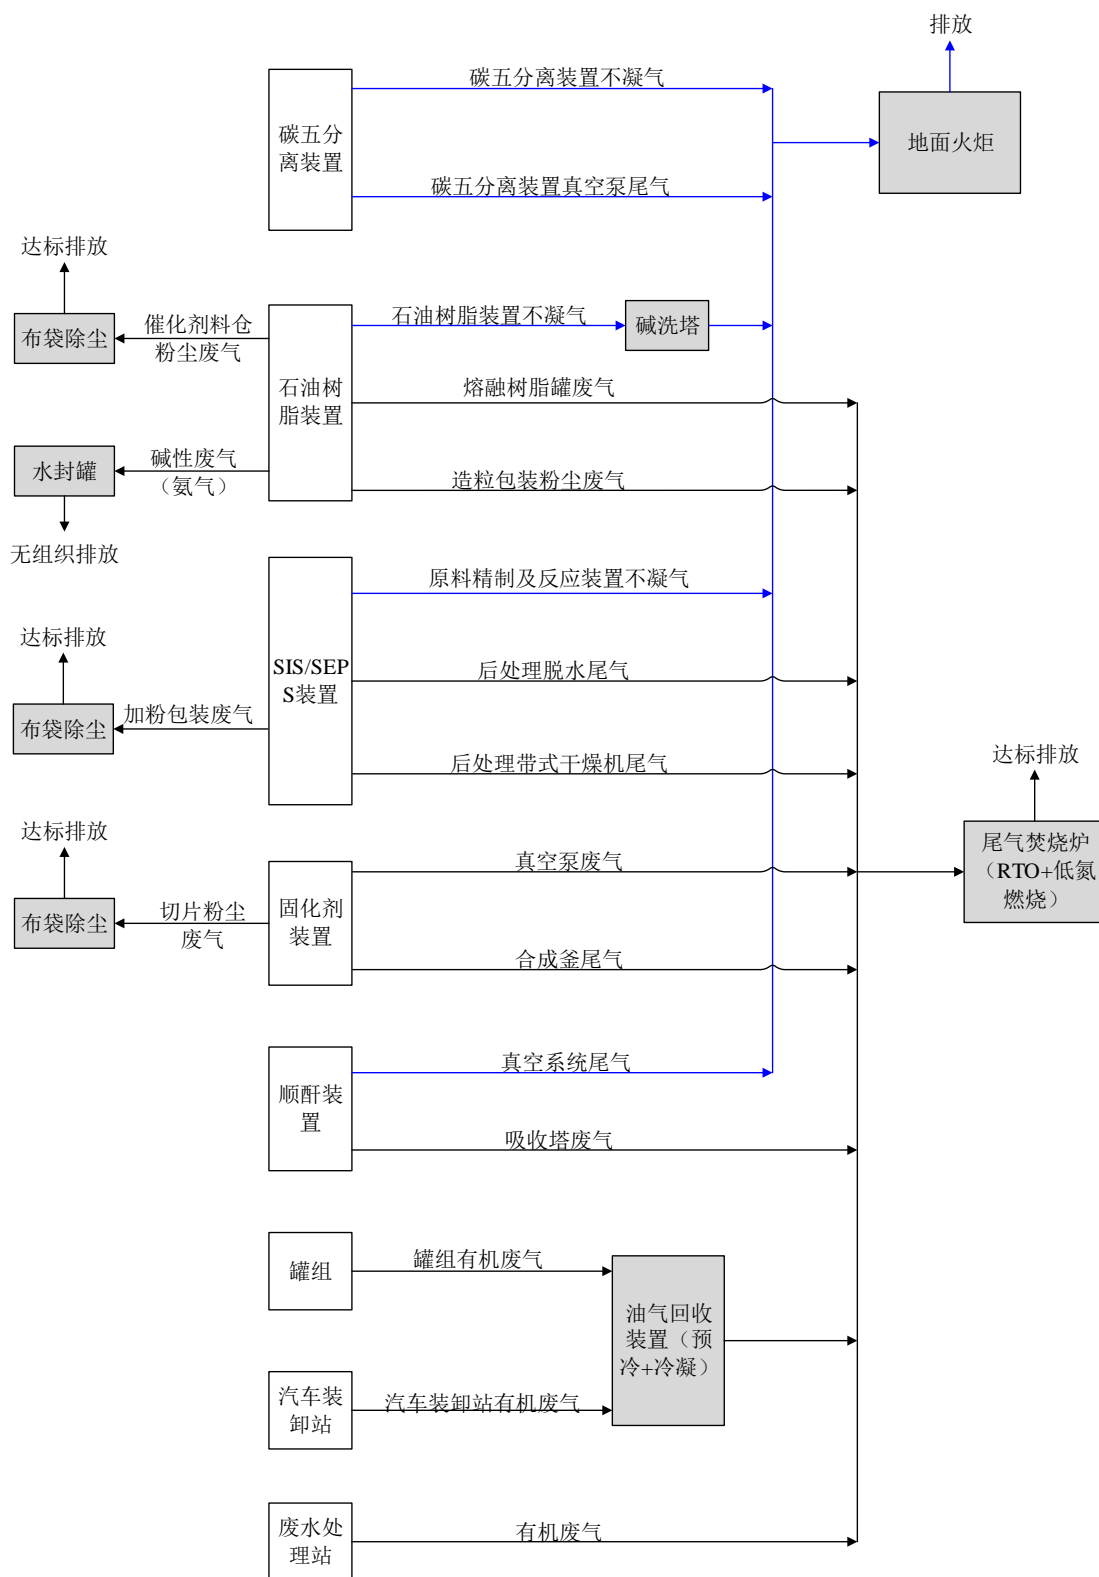 排放
碳五分离装置不凝气
碳五分
离装置
地面火炬
碳五分离装置真空泵尾气
达标排放
布袋除尘
催化剂料仓
粉尘废气
石油树脂装置不凝气
碱洗塔
石油树
脂装置
熔融树脂罐废气
水封罐
碱性废气
（氨气）
造粒包装粉尘废气
无组织排放
原料精制及反应装置不凝气
达标排放
SIS/SEP
S装置
后处理脱水尾气
布袋除尘
加粉包装废气
后处理带式干燥机尾气
达标排放
达标排放
尾气焚烧炉
（RTO+低氮
燃烧）
真空泵废气
布袋除尘
切片粉尘
废气
固化剂
装置
合成釜尾气
真空系统尾气
顺酐装
置
吸收塔废气
罐组
罐组有机废气
油气回收
装置（预
冷+冷凝）
汽车装
卸站
汽车装卸站有机废气
废水处
理站
有机废气